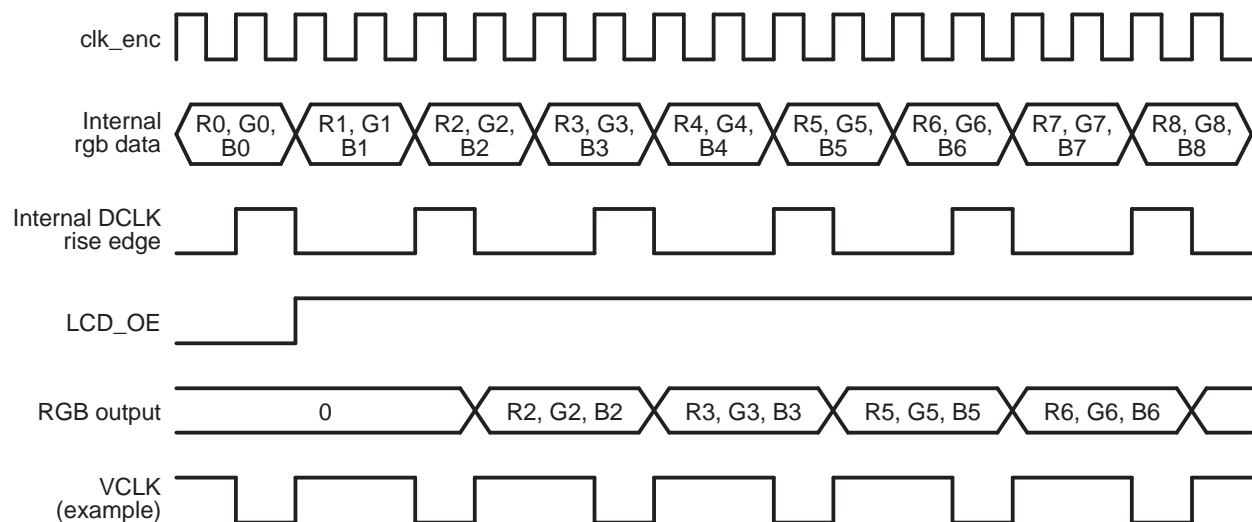 clk_enc
Internal
rgb data
R0, G0,
B0
R1, G1
B1
R2, G2,
B2
R3, G3,
B3
R4, G4,
B4
R5, G5,
B5
R6, G6,
B6
R7, G7,
B7
R8, G8,
B8
Internal DCLK
rise edge
LCD_OE
RGB output
0
R2, G2, B2
R3, G3, B3
R5, G5, B5
R6, G6, B6
VCLK
(example)